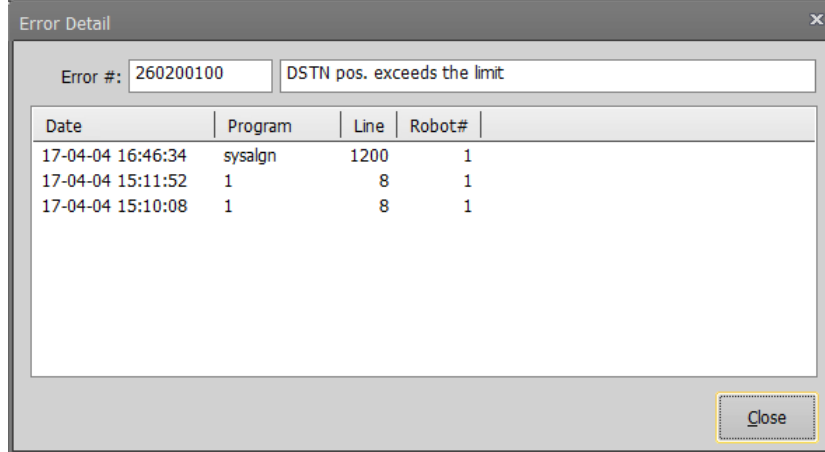 Error Detail
Error #: 260200100 DSTN pos. exceeds the limit
Date Program Line Robot#
17-04-04 16:46:34 sysalgn 1200 1
17-04-04 15:11:52 1 8 1
17-04-04 15:10:08 1 8 1
Close